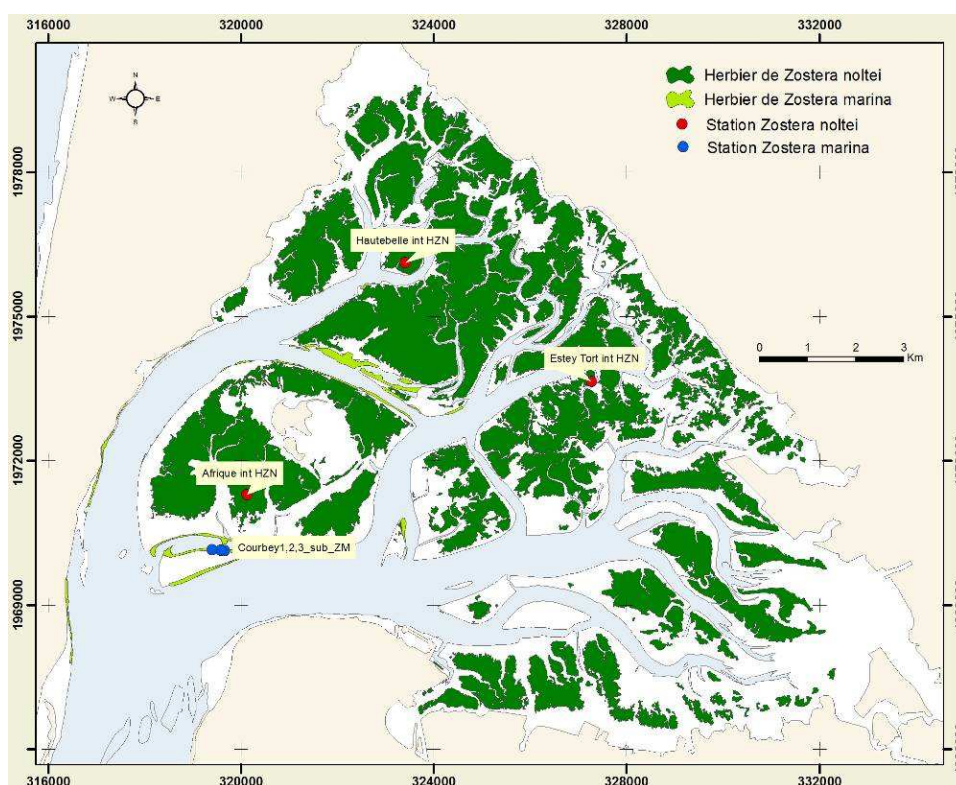 316000 320000 324000 328000 332000
N
W E
Herbier de Zostera noltei
Herbier de Zostera marina
Station Zostera noltei
Station Zostera marina
1978000
Hautebelle int HZN
1975000
0 1 2 3
Km
Estey Tort int HZN
1972000
Afrique int HZN
Courbey1,2,3_sub_ZM
1969000
316000 320000 324000 328000 332000